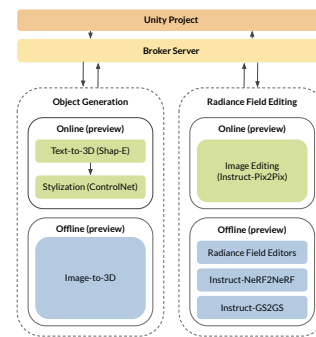 Unity Project
Broker Server
Object Generation
Online (preview)
Text-to-3D (Shap-E)
Stylization (ControlNet)
Offline (preview)
Image-to-3D
Radiance Field Editing
Online (preview)
Image Editing
(Instruct-Pix2Pix)
Offline (preview)
Radiance Field Editors
Instruct-NeRF2NeRF
Instruct-GS2GS